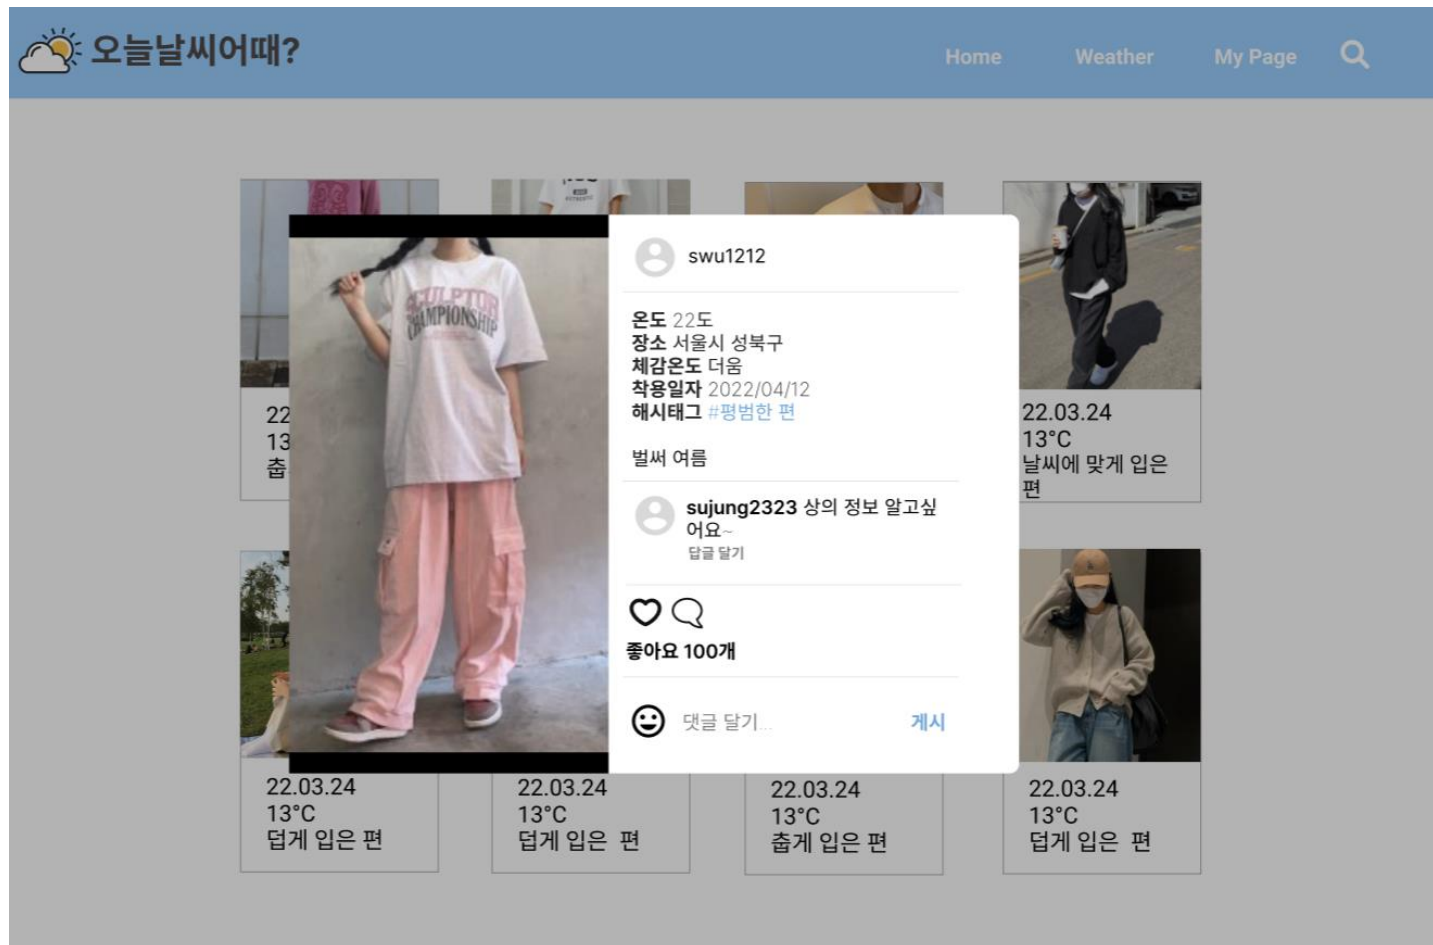 오늘날씨어때?
Home
Weather
My Page
swu1212
온도 22도
장소 서울시 성북구
체감온도 더움
착용일자 2022/04/12
해시태그 #평범한 편
벌써 여름
sujung2323 상의 정보 알고싶
어요~
답글 달기
좋아요 100개
댓글 달기...
게시
SCULPTOR
CHAMPIONSHIP
22
13
춥
22.03.24
13°C
날씨에 맞게 입은
편
22.03.24
13°C
덥게 입은 편
22.03.24
13°C
덥게 입은 편
22.03.24
13°C
춥게 입은 편
22.03.24
13°C
덥게 입은 편